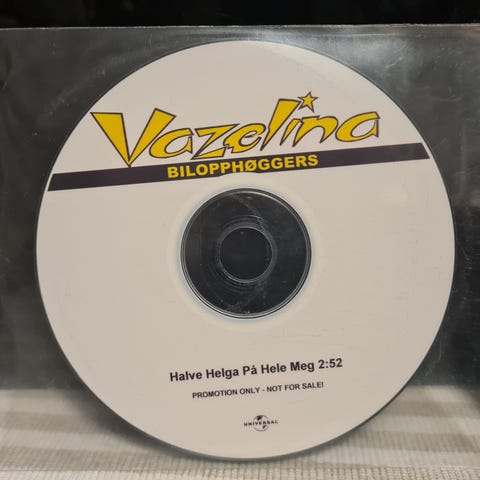 Vazelina
BILOPPHØGGERS
Halve Helga På Hele Meg 2:52
PROMOTION ONLY - NOT FOR SALE!
UNIVERSAL